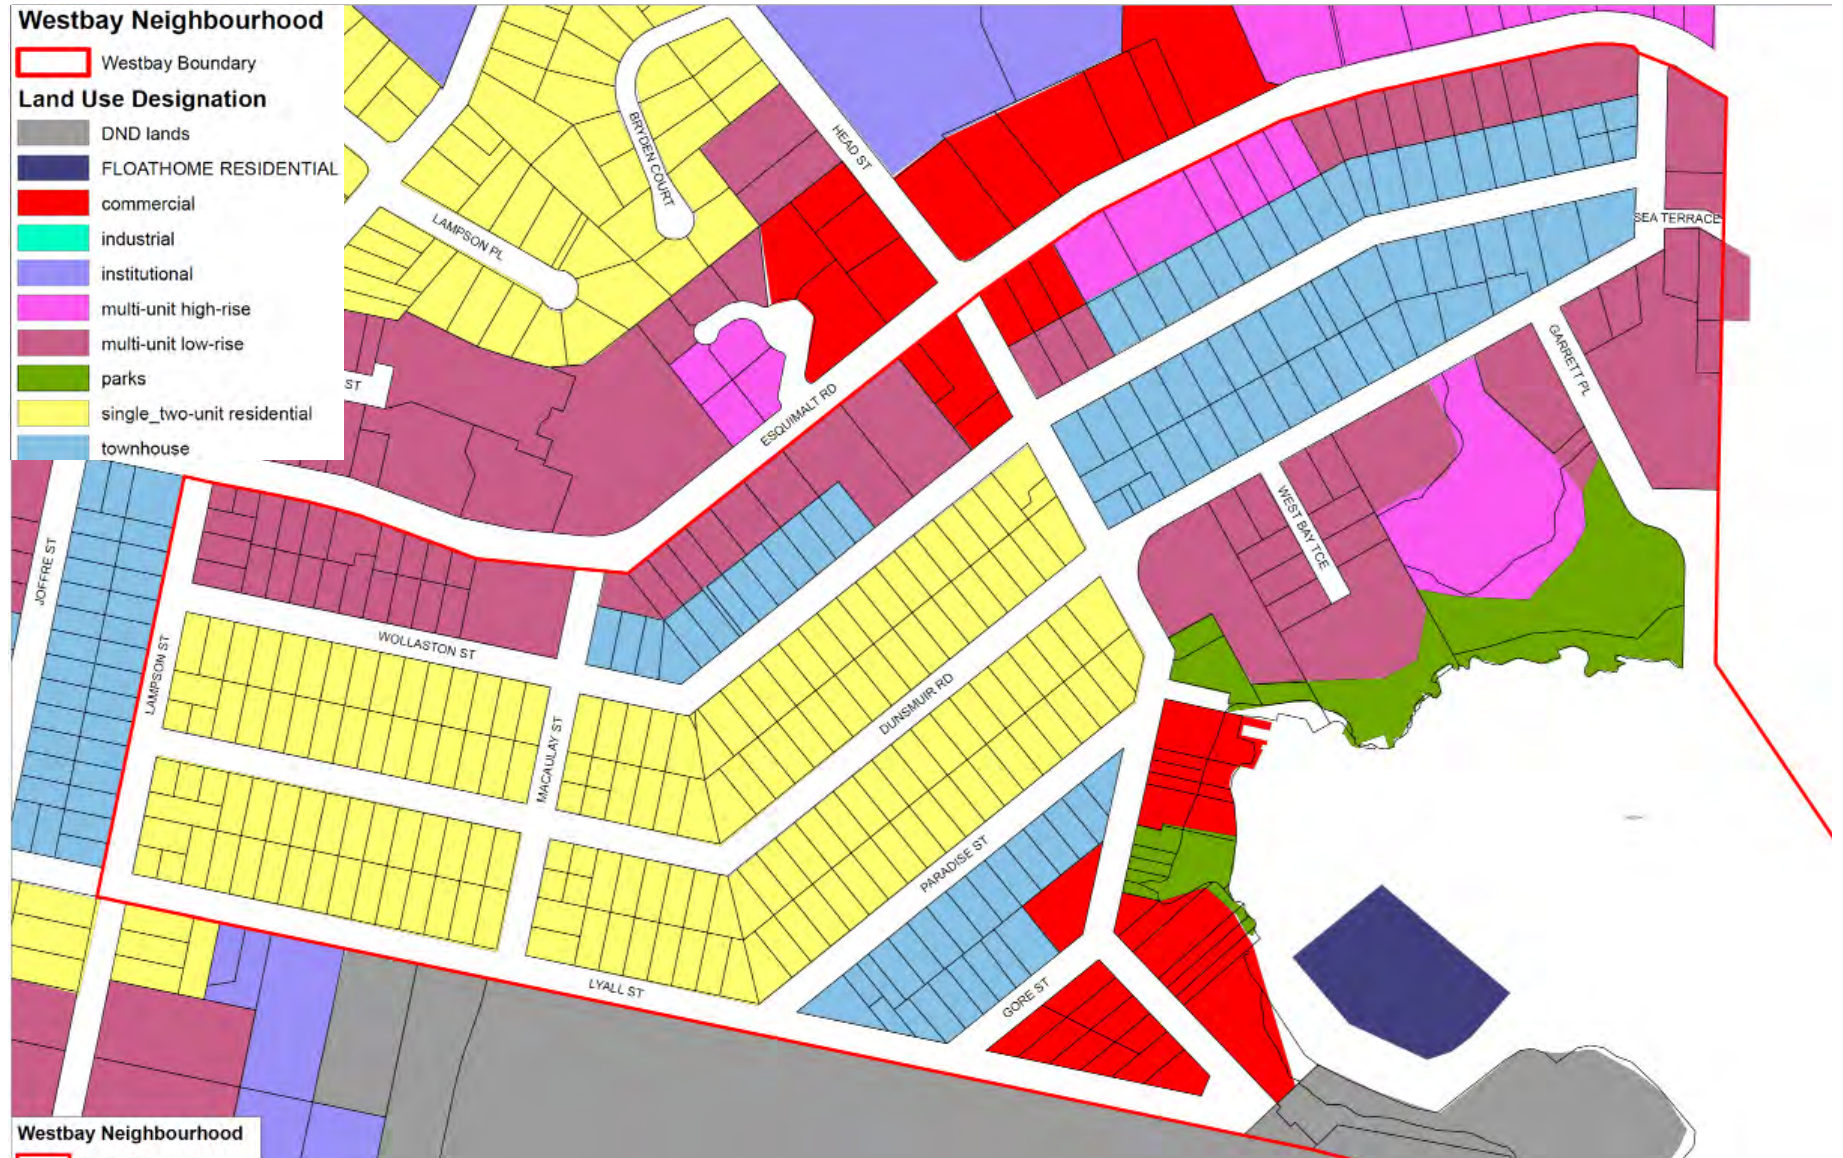 Westbay Neighbourhood
Westbay Boundary
Land Use Designation
DND lands
FLOATHOME RESIDENTIAL
commercial
industrial
institutional
multi-unit high-rise
multi-unit low-rise
parks
single_two-unit residential
townhouse
BRYDEN COURT
HEAD ST
LAMPSON PL
SEA TERRACE
GARRETT PL
ST
ESQUIMALT RD
WEST BAY TCE
JOFFRE ST
LAMPSON ST
WOLLASTON ST
MACAULAY ST
DUNSMUIR RD
PARADISE ST
LYALL ST
GORE ST
Westbay Neighbourhood